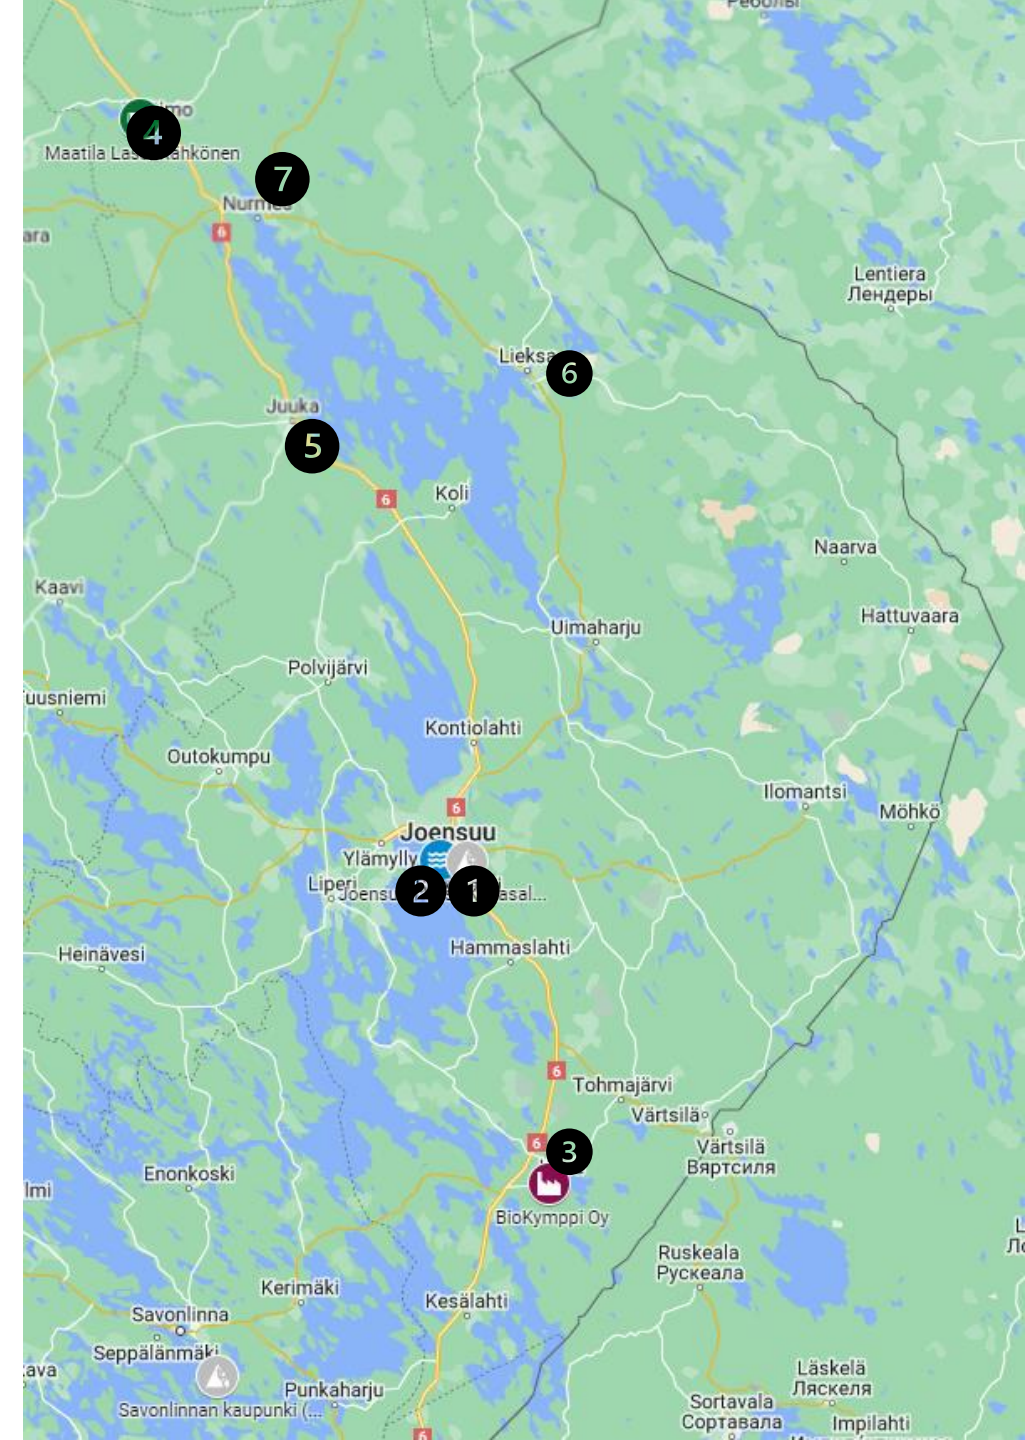 Реболы
4
Maatila
7
Nurmes
6
ara
Lentiera
Лендеры
Lieksa
6
Juuka
5
6
Koli
Naarva
Kaavi
Hattuvaara
Uimaharju
Polvijärvi
uusniemi
Kontiolahti
Outokumpu
Ilomantsi
6
Möhkö
Joensuu
Ylämylly
Liperi
2
1
asal...
Hammaslahti
Heinävesi
6
Tohmajärvi
Värtsilä
6
3
Värtsilä
Вяртсиля
Enonkoski
lmi
BioKymppi Oy
Ruskeala
Рускеала
Kerimäki
Kesälahti
Savonlinna
Seppälänmäki
ava
Läskelä
Ляскеля
Punkaharju
Savonlinnan kaupunki (...
Sortavala
Сортавала
Impilahti
6